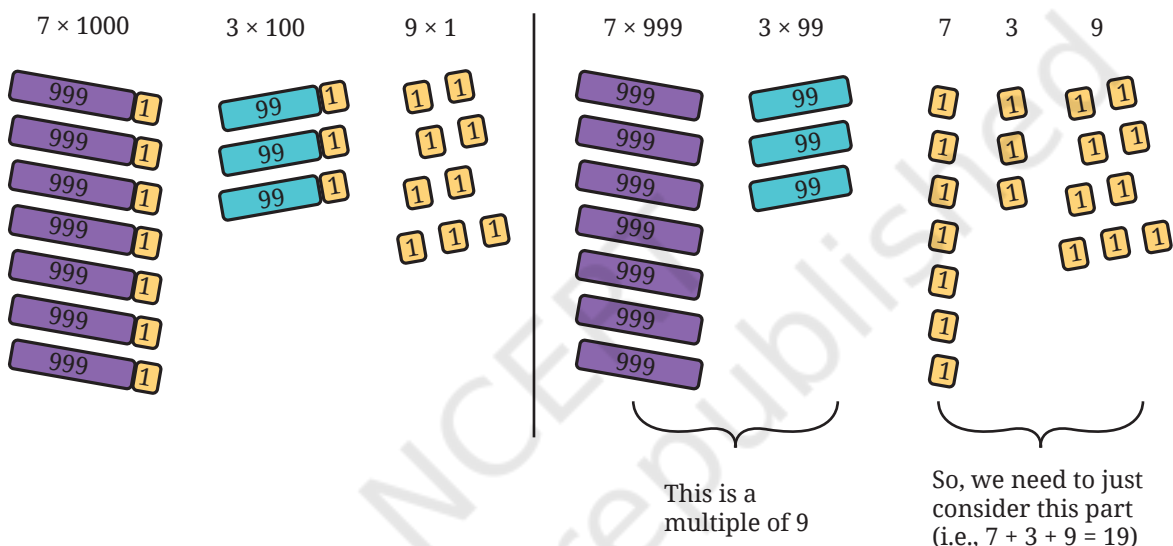 7 × 1000 3 × 100 9 × 1 7 × 999 3 × 99 7 3 9
999 1 99 1 1 1 999 99 1 1 1 1
999 1 99 1 1 1 999 99 1 1 1 1
999 1 99 1 1 1 999 99 1 1 1 1
999 1 1 1 1 999 1 1 1 1
999 1 999 1
999 1 999 1
999 1 999 1
This is a
multiple of 9
So, we need to just
consider this part
(i.e., 7 + 3 + 9 = 19)
NCERT
republished